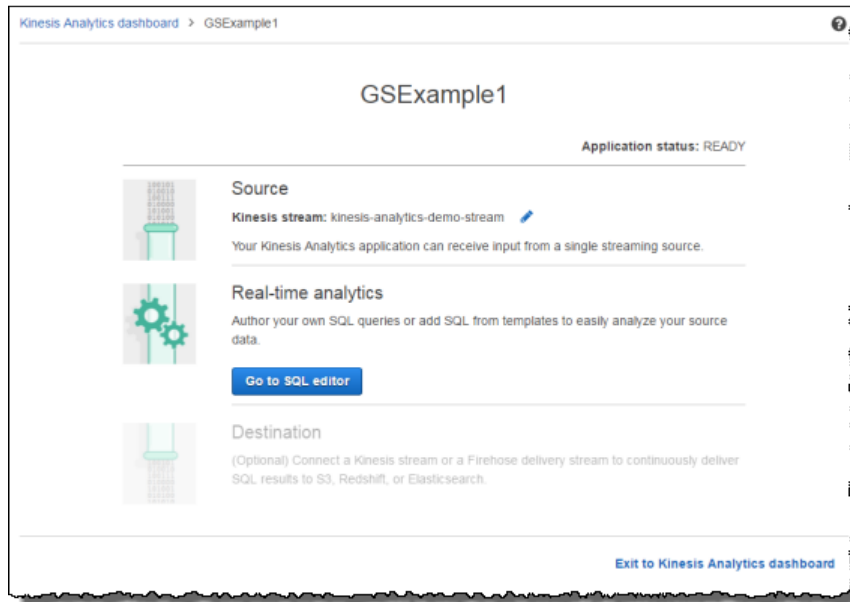 Kinesis Analytics dashboard > GSExample1
GSExample1
Application status: READY
Source
Kinesis stream: kinesis-analytics-demo-stream
Your Kinesis Analytics application can receive input from a single streaming source.
Real-time analytics
Author your own SQL queries or add SQL from templates to easily analyze your source
data.
Go to SQL editor
Destination
(Optional) Connect a Kinesis stream or a Firehose delivery stream to continuously deliver
SQL results to S3, Redshift, or Elasticsearch.
Exit to Kinesis Analytics dashboard